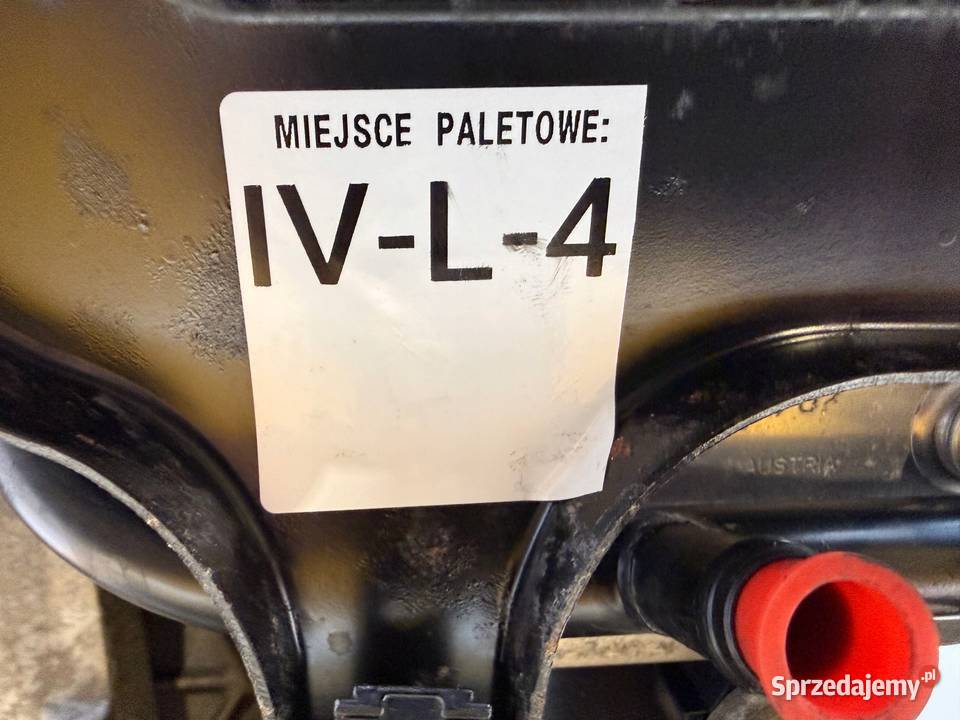 MIEJSCE PALETOWE:
IV-L-4
AUSTRIA
Sprzedajemy.pl